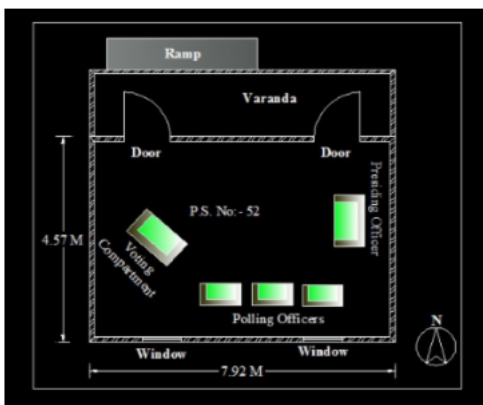 Ramp
Varanda
Door
Door
P.S. No:- 52
Presiding Officer
4.57 M
Voting
Compartment
Polling Officers
N
Window
Window
7.92 M